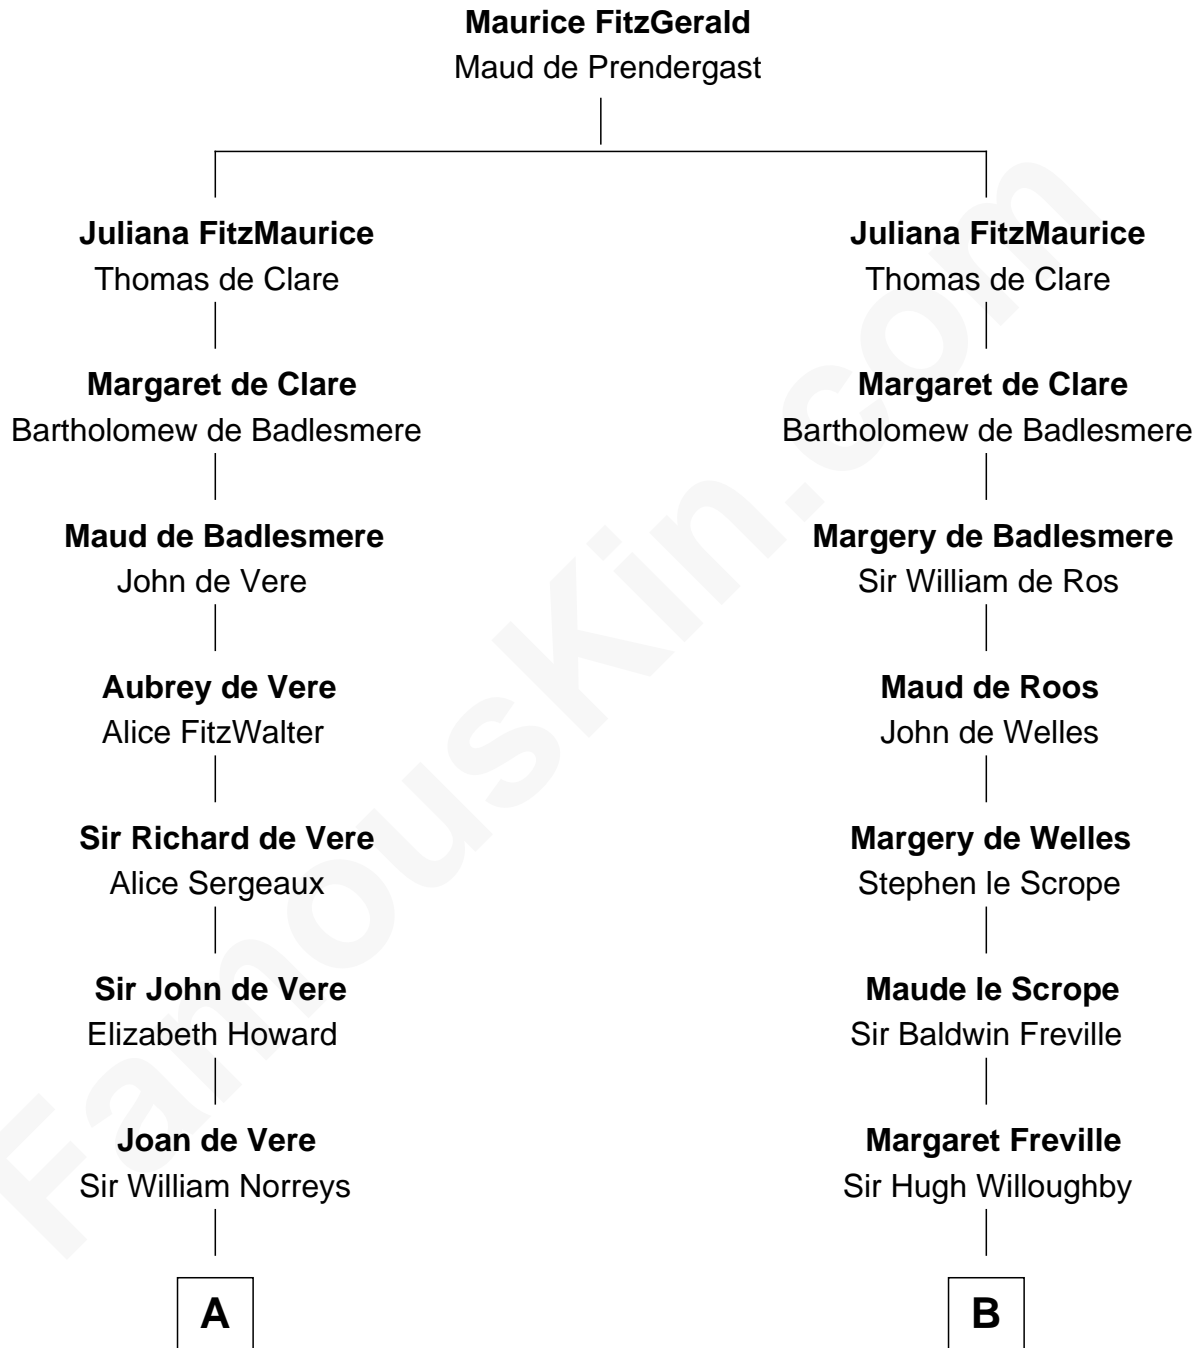 Maurice FitzGerald
Maud de Prendergast
Juliana FitzMaurice
Thomas de Clare
Margaret de Clare
Bartholomew de Badlesmere
Maud de Badlesmere
John de Vere
Aubrey de Vere
Alice FitzWalter
Sir Richard de Vere
Alice Sergeaux
Sir John de Vere
Elizabeth Howard
Joan de Vere
Sir William Norreys
A
Juliana FitzMaurice
Thomas de Clare
Margaret de Clare
Bartholomew de Badlesmere
Margery de Badlesmere
Sir William de Ros
Maud de Roos
John de Welles
Margery de Welles
Stephen le Scrope
Maude le Scrope
Sir Baldwin Freville
Margaret Freville
Sir Hugh Willoughby
B
FamousKin.com